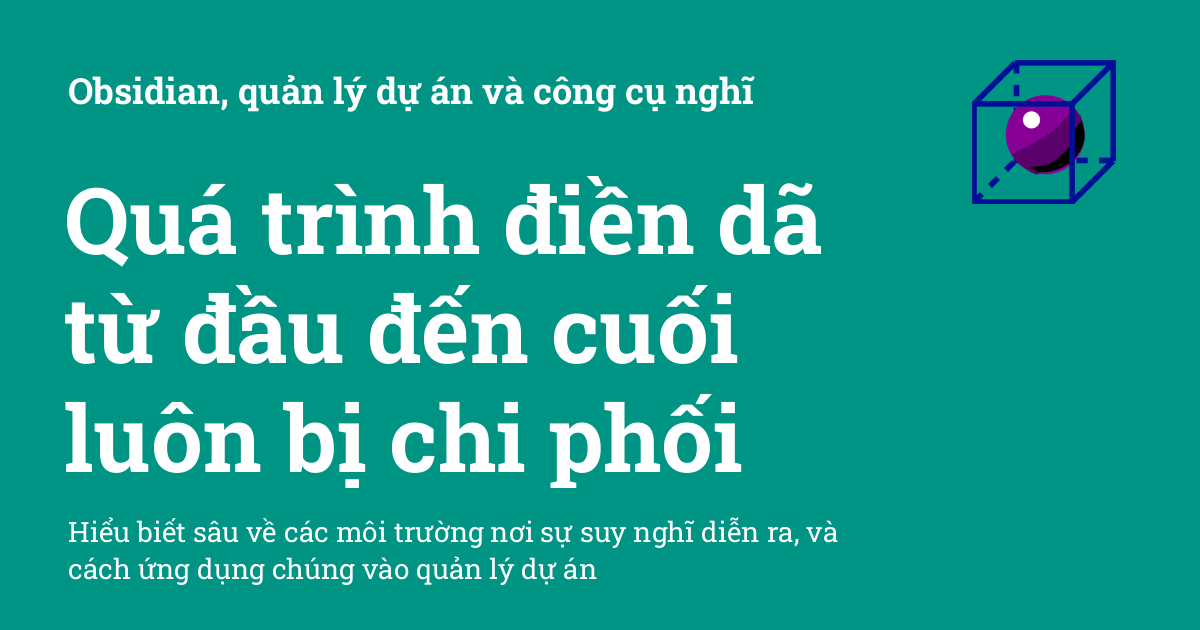 Obsidian, quản lý dự án và công cụ nghĩ
Quá trình điền dã
từ đầu đến cuối
luôn bị chi phối
Hiểu biết sâu về các môi trường nơi sự suy nghĩ diễn ra, và
cách ứng dụng chúng vào quản lý dự án